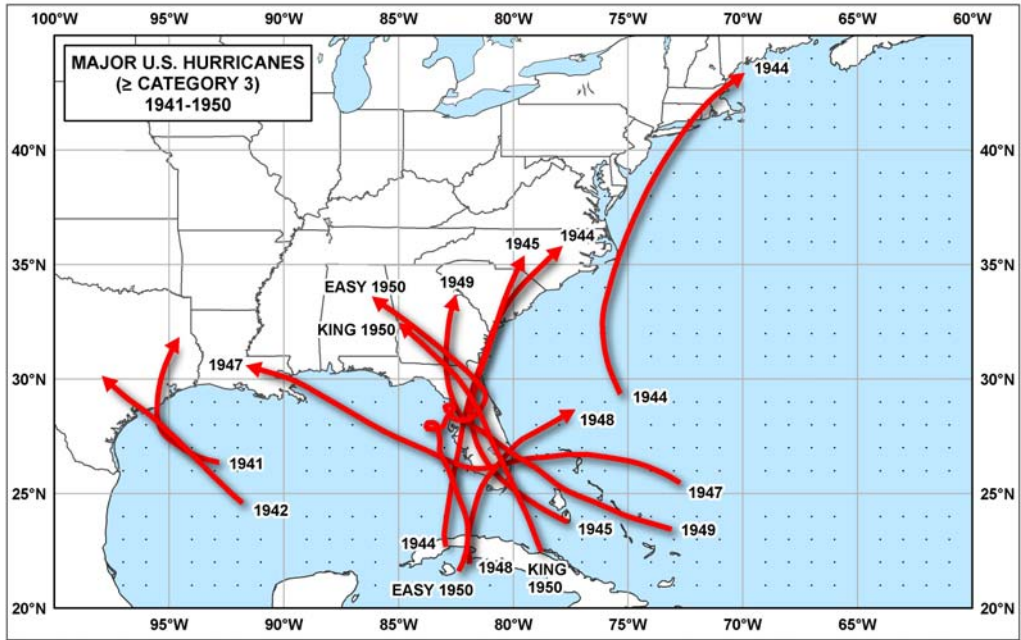 100°W 95°W 90°W 85°W 80°W 75°W 70°W 65°W 60°W
MAJOR U.S. HURRICANES
(≥ CATEGORY 3)
1941-1950
1944
40°N 40°N
1945 1944
35°N 35°N
EASY 1950 1949
KING 1950
1947
30°N 30°N
1944
1948
1941
1942
25°N 25°N
1947
1945 1949
1944 1948 KING
1950
EASY 1950
20°N 20°N
95°W 90°W 85°W 80°W 75°W 70°W 65°W